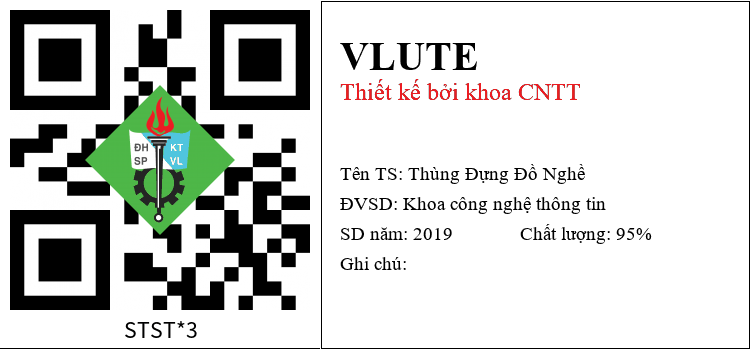 ĐH KT
SP VL
STST*3
VLUTE
Thiết kế bởi khoa CNTT
Tên TS: Thùng Đựng Đồ Nghề
ĐVSD: Khoa công nghệ thông tin
SD năm: 2019 Chất lượng: 95%
Ghi chú: